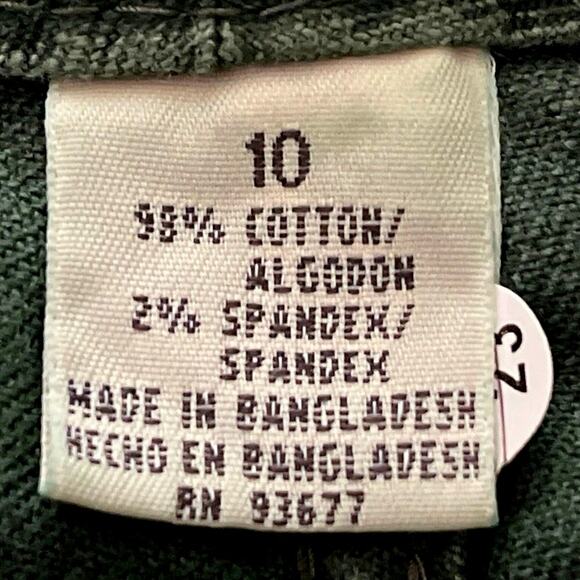 10
98% COTTON/
ALGODON
2% SPANDEX/
SPANDEX
MADE IN BANGLADESH
HECHO EN BANGLADESH
RN 93677